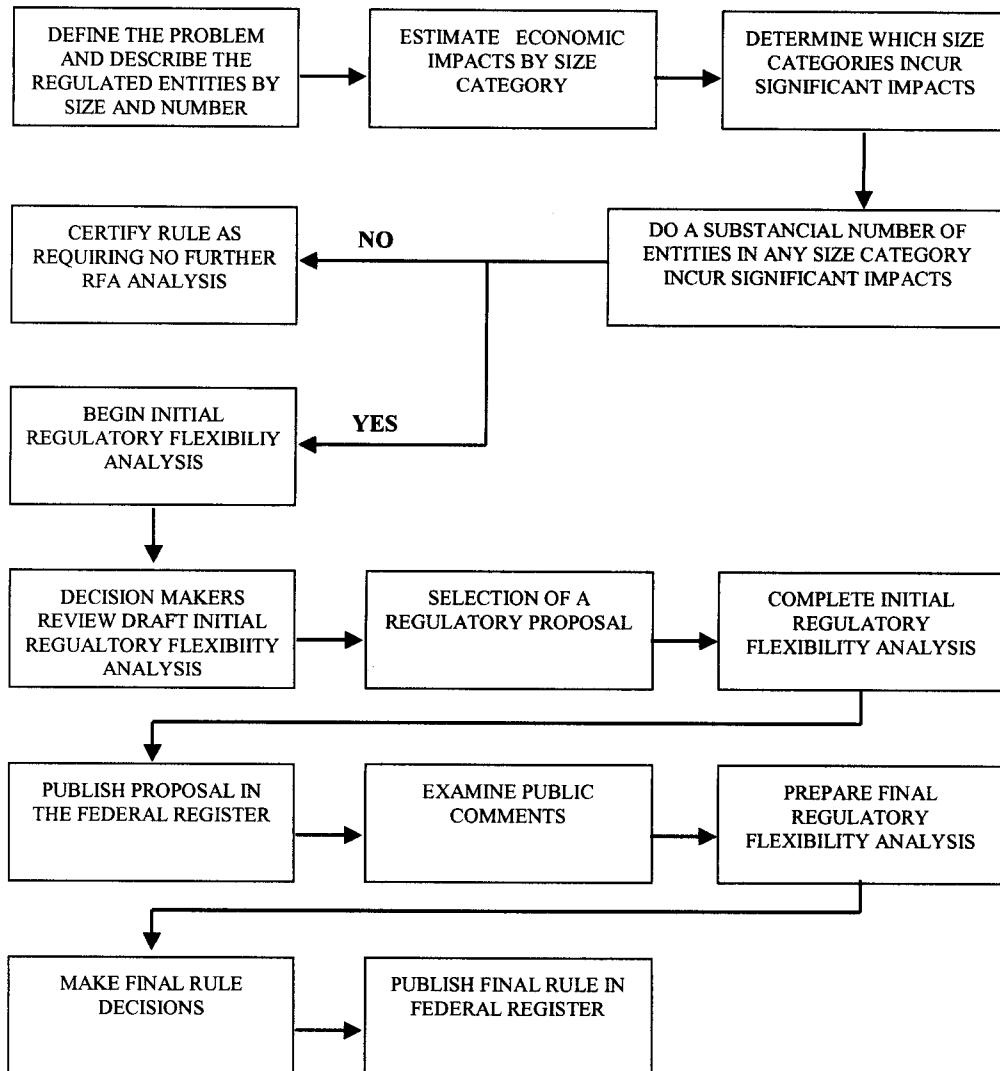 DEFINE THE PROBLEM
AND DESCRIBE THE
REGULATED ENTITIES BY
SIZE AND NUMBER
ESTIMATE ECONOMIC
IMPACTS BY SIZE
CATEGORY
DETERMINE WHICH SIZE
CATEGORIES INCUR
SIGNIFICANT IMPACTS
DO A SUBSTANCIAL NUMBER OF
ENTITIES IN ANY SIZE CATEGORY
INCUR SIGNIFICANT IMPACTS
NO
CERTIFY RULE AS
REQUIRING NO FURTHER
RFA ANALYSIS
YES
BEGIN INITIAL
REGULATORY FLEXIBILIY
ANALYSIS
DECISION MAKERS
REVIEW DRAFT INITIAL
REGUALTORY FLEXIBIITY
ANALYSIS
SELECTION OF A
REGULATORY PROPOSAL
COMPLETE INITIAL
REGULATORY
FLEXIBILITY ANALYSIS
PUBLISH PROPOSAL IN
THE FEDERAL REGISTER
EXAMINE PUBLIC
COMMENTS
PREPARE FINAL
REGULATORY
FLEXIBILITY ANALYSIS
MAKE FINAL RULE
DECISIONS
PUBLISH FINAL RULE IN
FEDERAL REGISTER